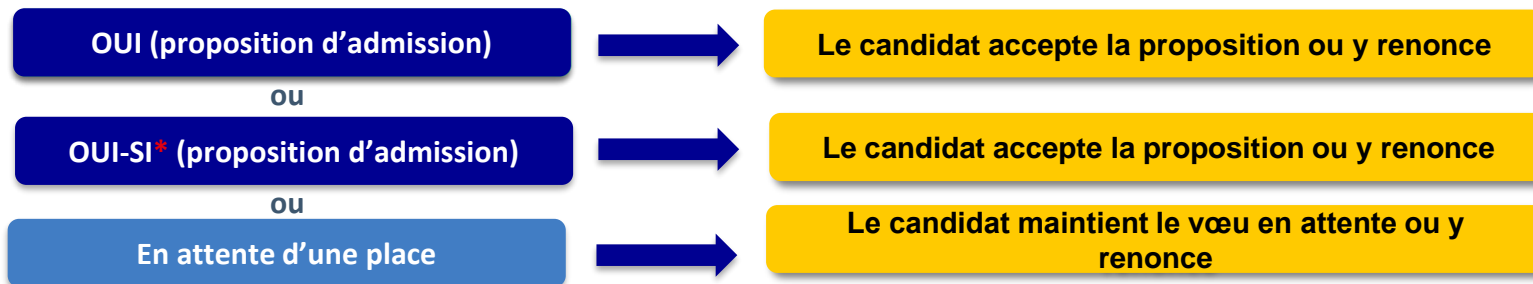 OUI (proposition d’admission)
Le candidat accepte la proposition ou y renonce
ou
OUI-SI* (proposition d’admission)
Le candidat accepte la proposition ou y renonce
ou
En attente d’une place
Le candidat maintient le vœu en attente ou y
renonce